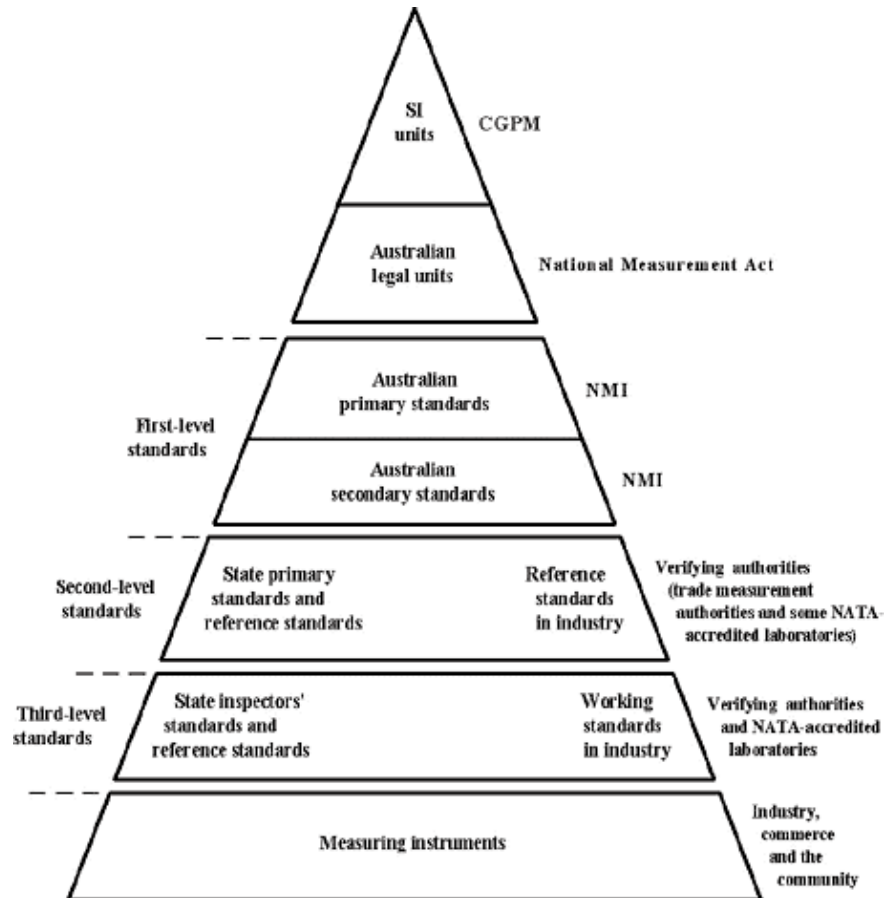 SI
units
CGPM
Australian
legal units
National Measurement Act
First-level
standards
Australian
primary standards
NMI
Australian
secondary standards
NMI
Second-level
standards
State primary
standards and
reference standards
Reference
standards
in industry
Verifying authorities
(trade measurement
authorities and some NATA-
accredited laboratories)
Third-level
standards
State inspectors'
standards and
reference standards
Working
standards
in industry
Verifying authorities
and NATA-accredited
laboratories
Measuring instruments
Industry,
commerce
and the
community